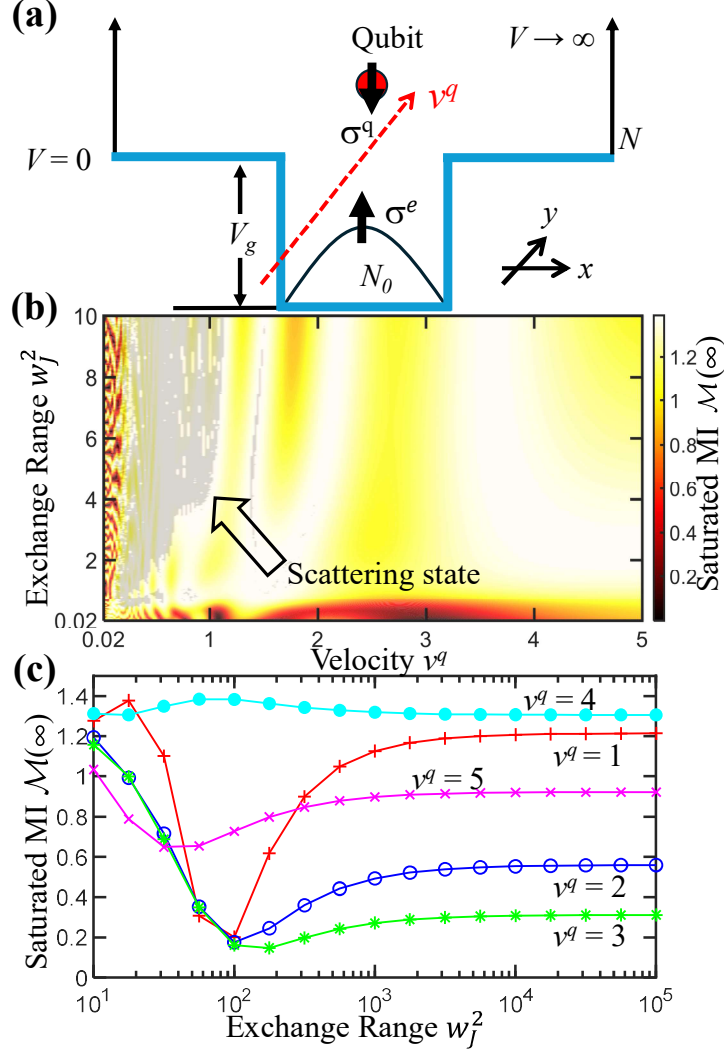 (a)
Qubit
V → ∞
v^q
σ^q
V = 0
N
V_g
σ^e
y
N_0
x
(b)
Exchange Range w_J^2
10
8
6
4
2
0.02
Scattering state
0.02
1
2
3
4
5
Velocity v^q
1.2
1
0.8
0.6
0.4
0.2
Saturated MI ℳ(∞)
(c)
Saturated MI ℳ(∞)
1.4
1.2
1
0.8
0.6
0.4
0.2
0
v^q = 4
v^q = 1
v^q = 5
v^q = 2
v^q = 3
10^1
10^2
10^3
10^4
10^5
Exchange Range w_J^2